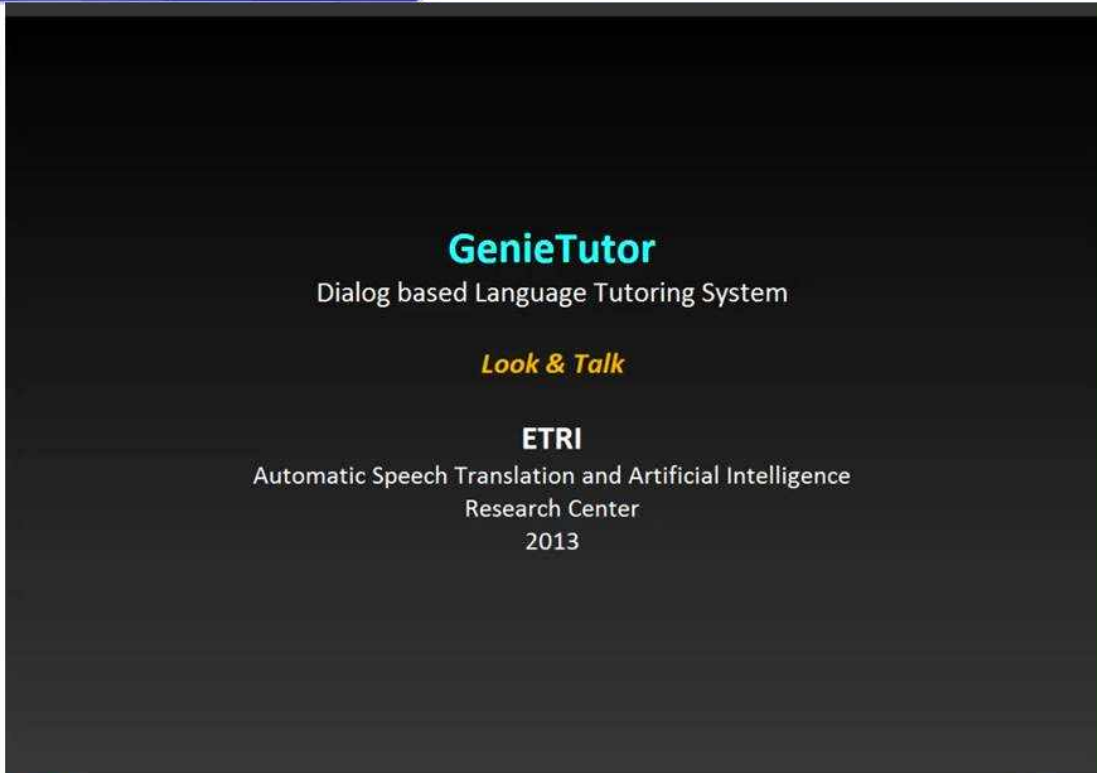 GenieTutor
Dialog based Language Tutoring System
Look & Talk
ETRI
Automatic Speech Translation and Artificial Intelligence
Research Center
2013